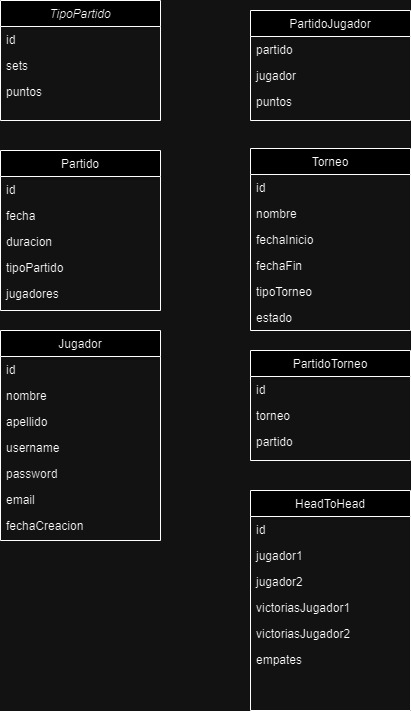 TipoPartido
id
sets
puntos
Partido
id
fecha
duracion
tipoPartido
jugadores
Jugador
id
nombre
apellido
username
password
email
fechaCreacion
PartidoJugador
partido
jugador
puntos
Torneo
id
nombre
fechaInicio
fechaFin
tipoTorneo
estado
PartidoTorneo
id
torneo
partido
HeadToHead
id
jugador1
jugador2
victoriasJugador1
victoriasJugador2
empates